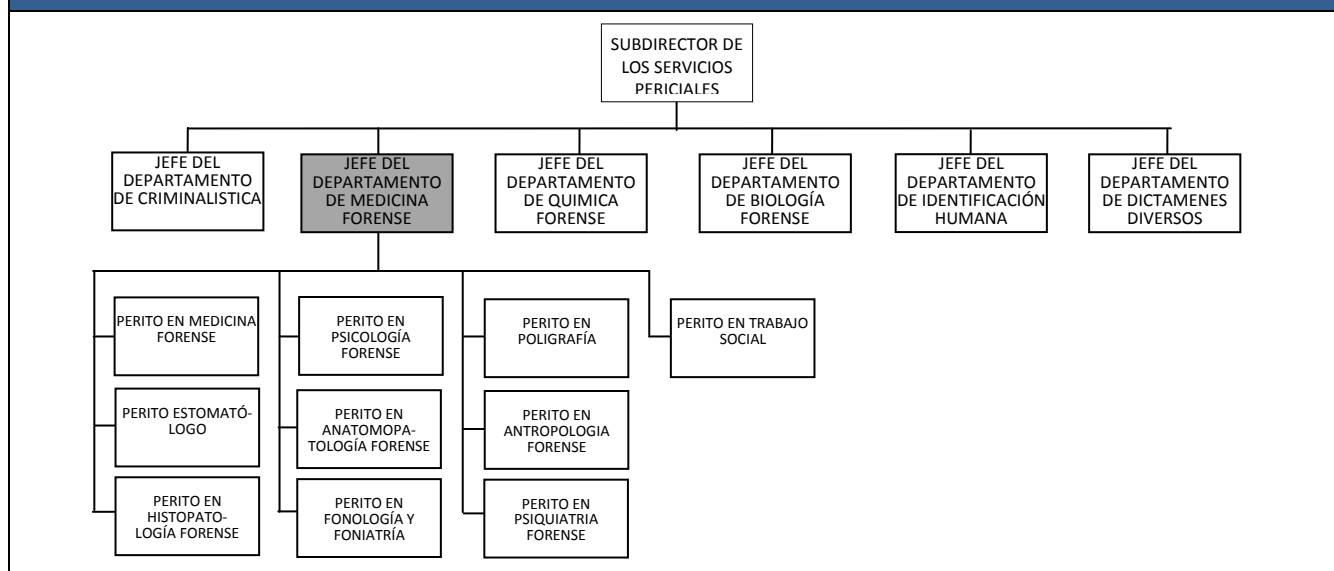 SUBDIRECTOR DE
LOS SERVICIOS
PERICIALES
JEFE DEL
DEPARTAMENTO
DE CRIMINALISTICA
JEFE DEL
DEPARTAMENTO
DE MEDICINA
FORENSE
JEFE DEL
DEPARTAMENTO
DE QUIMICA
FORENSE
JEFE DEL
DEPARTAMENTO
DE BIOLOGÍA
FORENSE
JEFE DEL
DEPARTAMENTO
DE IDENTIFICACIÓN
HUMANA
JEFE DEL
DEPARTAMENTO
DE DICTAMENES
DIVERSOS
PERITO EN MEDICINA
FORENSE
PERITO EN
PSICOLOGÍA
FORENSE
PERITO EN
POLIGRAFÍA
PERITO EN TRABAJO
SOCIAL
PERITO ESTOMATÓ-
LOGO
PERITO EN
ANATOMOPA-
TOLOGÍA FORENSE
PERITO EN
ANTROPOLOGIA
FORENSE
PERITO EN
HISTOPATO-
LOGÍA FORENSE
PERITO EN
FONOLOGÍA Y
FONIATRÍA
PERITO EN
PSIQUIATRIA
FORENSE